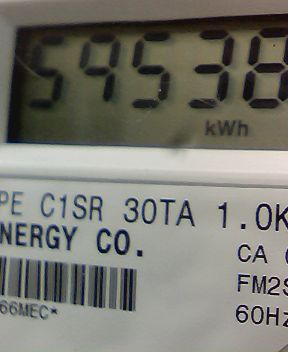 59538
kWh
PE C1SR 30TA 1.0K
NERGY CO.
CA
FM2S
66MEC*
60Hz